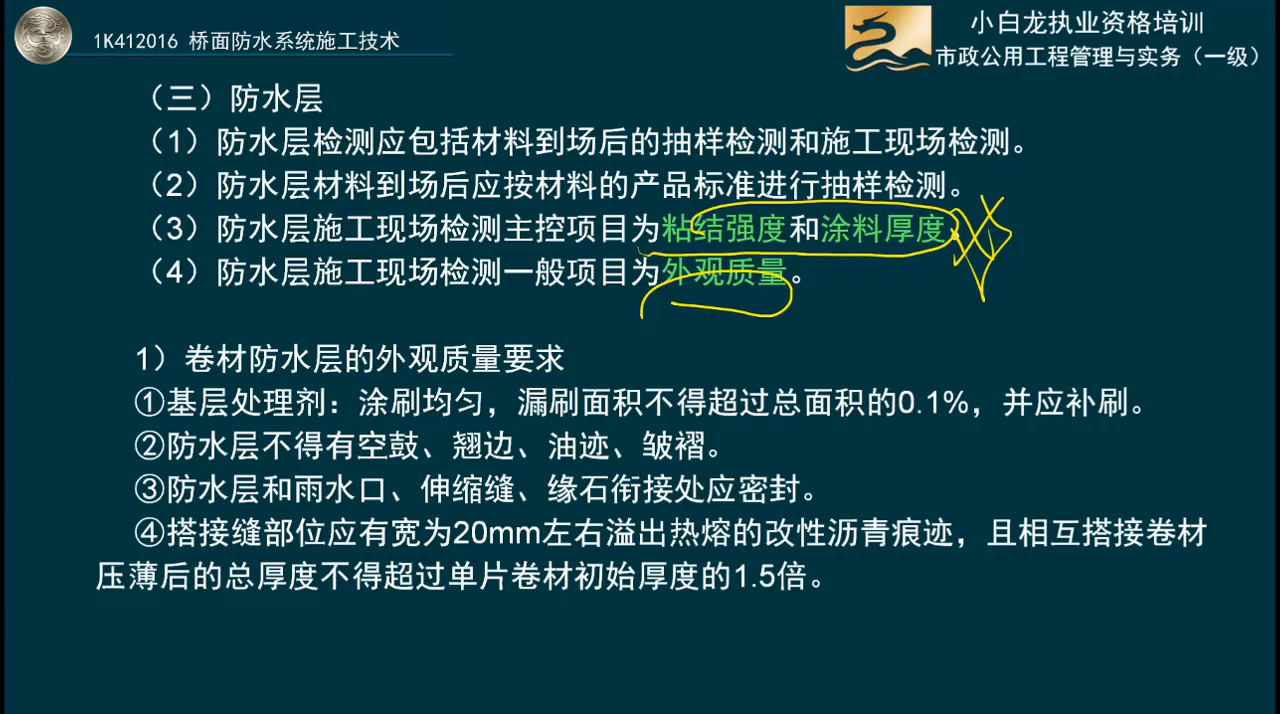 1K412016 桥面防水系统施工技术
小白龙执业资格培训
市政公用工程管理与实务（一级）
（三）防水层
（1）防水层检测应包括材料到场后的抽样检测和施工现场检测。
（2）防水层材料到场后应按材料的产品标准进行抽样检测。
（3）防水层施工现场检测主控项目为粘结强度和涂料厚度
（4）防水层施工现场检测一般项目为外观质量。
1）卷材防水层的外观质量要求
①基层处理剂：涂刷均匀，漏刷面积不得超过总面积的0.1%，并应补刷。
②防水层不得有空鼓、翘边、油迹、皱褶。
③防水层和雨水口、伸缩缝、缘石衔接处应密封。
④搭接缝部位应有宽为20mm左右溢出热熔的改性沥青痕迹，且相互搭接卷材
压薄后的总厚度不得超过单片卷材初始厚度的1.5倍。